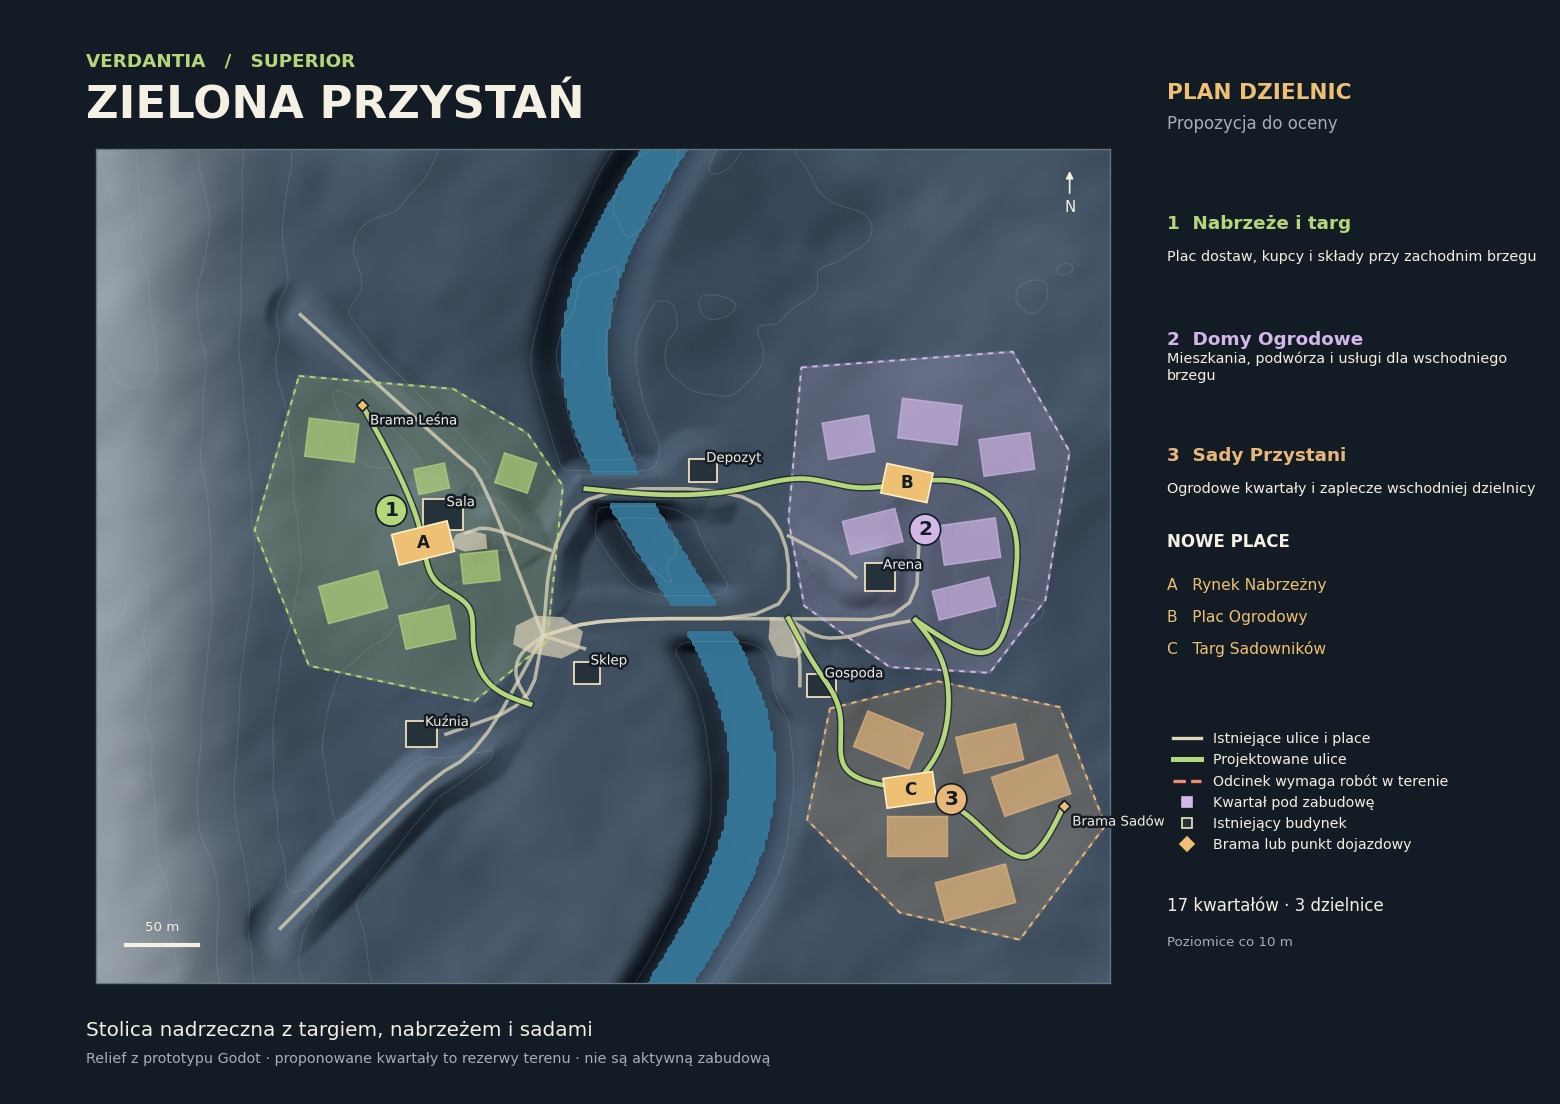 VERDANTIA / SUPERIOR
ZIELONA PRZYSTAŃ
N
Brama Leśna
Depozyt
B
1
Sala
A
2
Arena
Sklep
Gospoda
Kuźnia
C
3
Brama Sadów
50 m
PLAN DZIELNIC
Propozycja do oceny
1 Nabrzeże i targ
Plac dostaw, kupcy i składy przy zachodnim brzegu
2 Domy Ogrodowe
Mieszkania, podwórza i usługi dla wschodniego
brzegu
3 Sady Przystani
Ogrodowe kwartały i zaplecze wschodniej dzielnicy
NOWE PLACE
A Rynek Nabrzeżny
B Plac Ogrodowy
C Targ Sadowników
Istniejące ulice i place
Projektowane ulice
Odcinek wymaga robót w terenie
Kwartał pod zabudowę
Istniejący budynek
Brama lub punkt dojazdowy
17 kwartałów · 3 dzielnice
Poziomice co 10 m
Stolica nadrzeczna z targiem, nabrzeżem i sadami
Relief z prototypu Godot · proponowane kwartały to rezerwy terenu · nie są aktywną zabudową